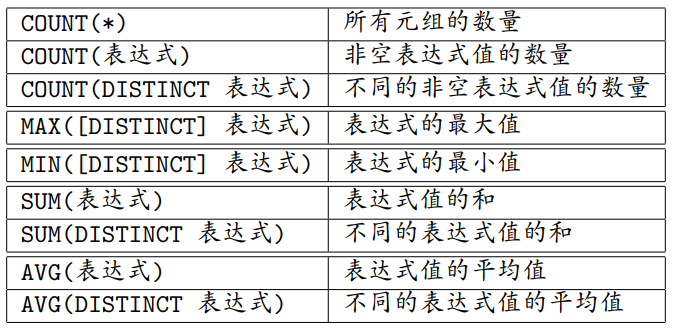 COUNT(*) 所有元组的数量
COUNT(表达式) 非空表达式值的数量
COUNT(DISTINCT 表达式) 不同的非空表达式值的数量
MAX([DISTINCT] 表达式) 表达式的最大值
MIN([DISTINCT] 表达式) 表达式的最小值
SUM(表达式) 表达式值的和
SUM(DISTINCT 表达式) 不同的表达式值的和
AVG(表达式) 表达式值的平均值
AVG(DISTINCT 表达式) 不同的表达式值的平均值